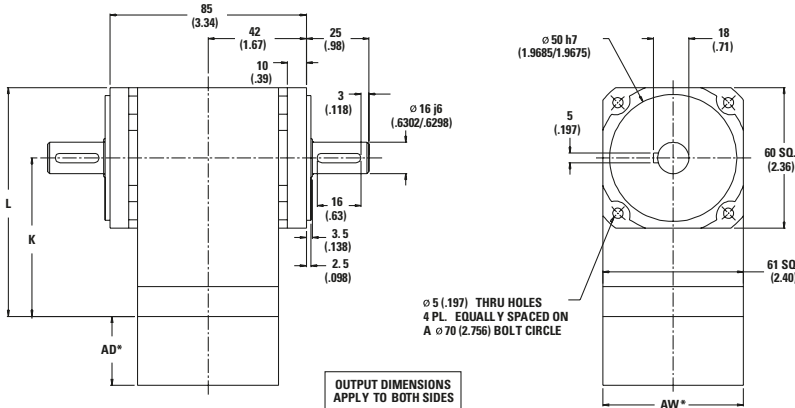 85
(3.34)
42
(1.67)
25
(.98)
10
(.39)
3
(.118)
Ø 16 j6
(.6302/.6298)
L
K
16
(.63)
3.5
(.138)
2.5
(.098)
AD*
OUTPUT DIMENSIONS
APPLY TO BOTH SIDES
Ø 50 h7
(1.9685/1.9675)
18
(.71)
5
(.197)
60 SQ.
(2.36)
61 SQ
(2.40)
Ø 5 (.197) THRU HOLES
4 PL. EQUALLY SPACED ON
A Ø 70 (2.756) BOLT CIRCLE
AW*